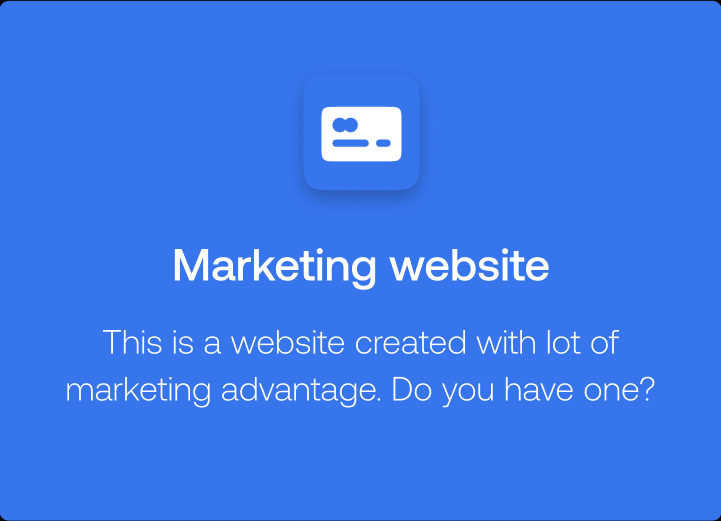 Marketing website
This is a website created with lot of
marketing advantage. Do you have one?